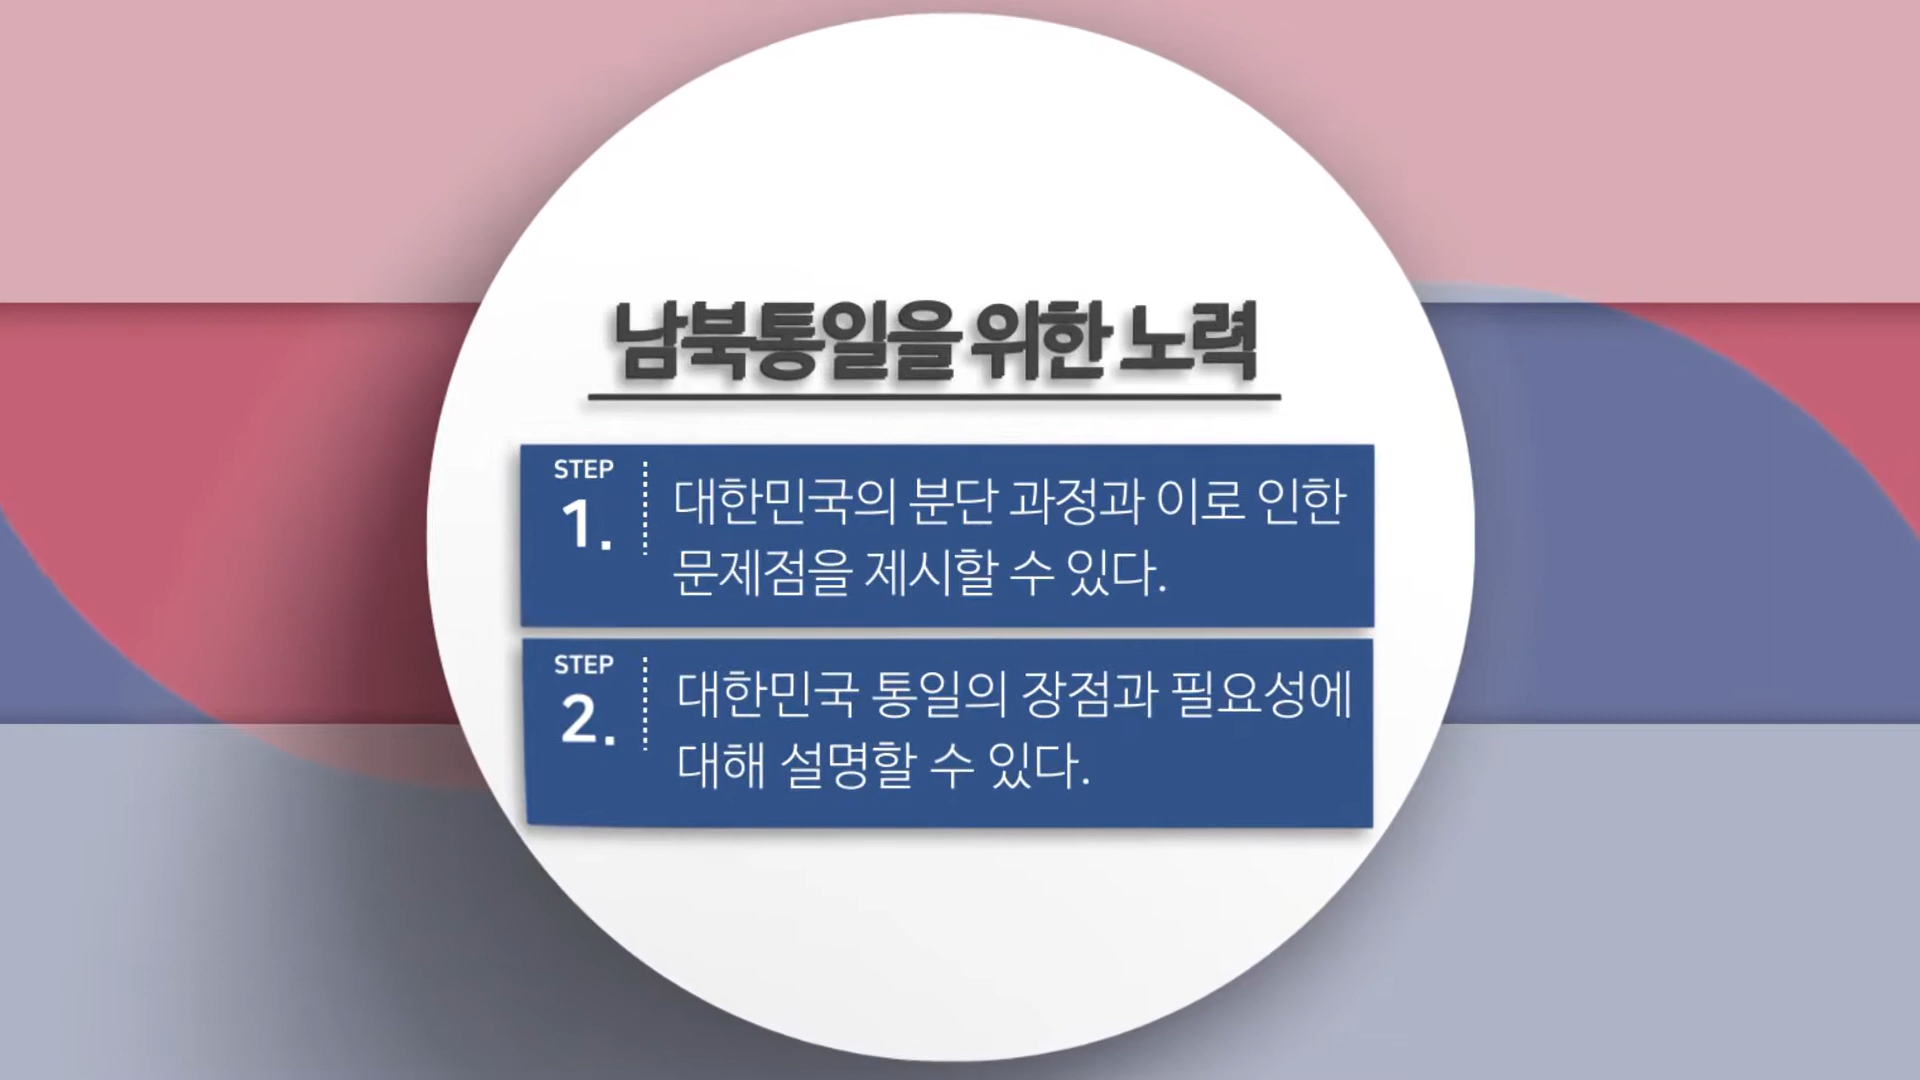 남북통일을 위한 노력
STEP
1.
대한민국의 분단 과정과 이로 인한
문제점을 제시할 수 있다.
STEP
2.
대한민국 통일의 장점과 필요성에
대해 설명할 수 있다.